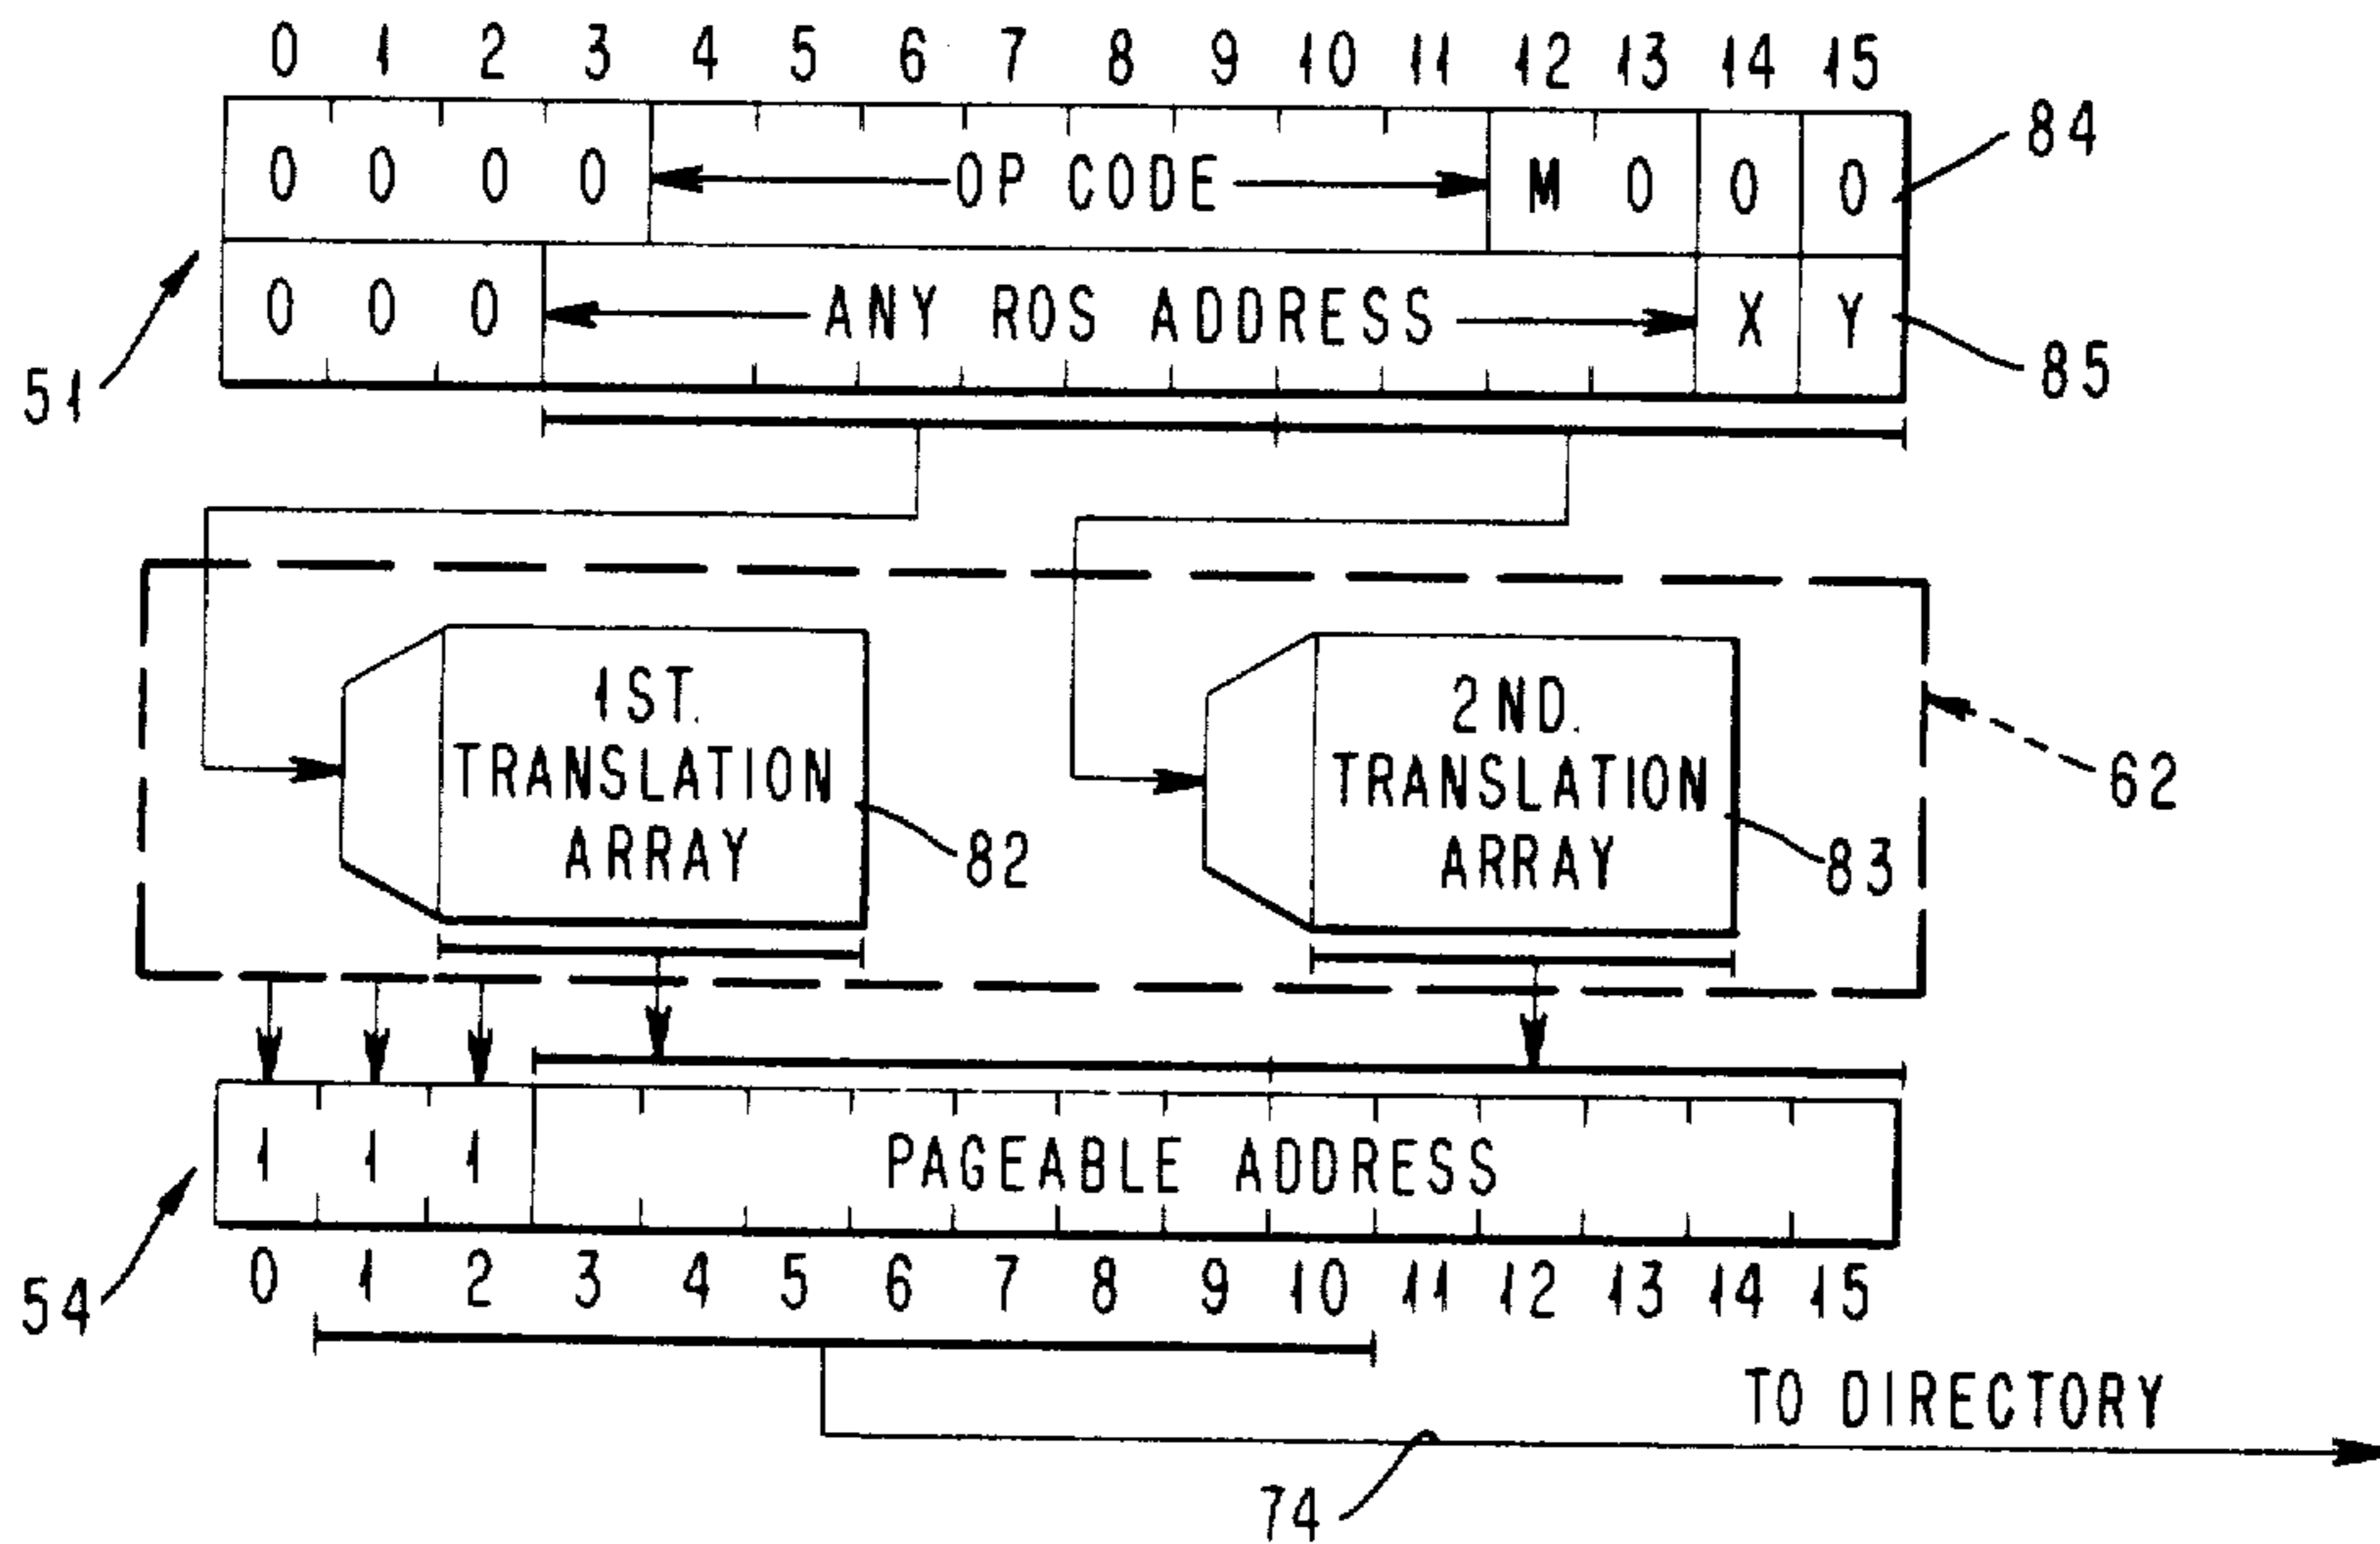 0 1 2 3 4 5 6 7 8 9 10 11 12 13 14 15
0 0 0 0 OP CODE M 0 0 0
84
0 0 0 ANY ROS ADDRESS X Y
85
51
1ST.
TRANSLATION
ARRAY
82
2ND.
TRANSLATION
ARRAY
83
62
1 1 1 PAGEABLE ADDRESS
54
0 1 2 3 4 5 6 7 8 9 10 11 12 13 14 15
TO DIRECTORY
74